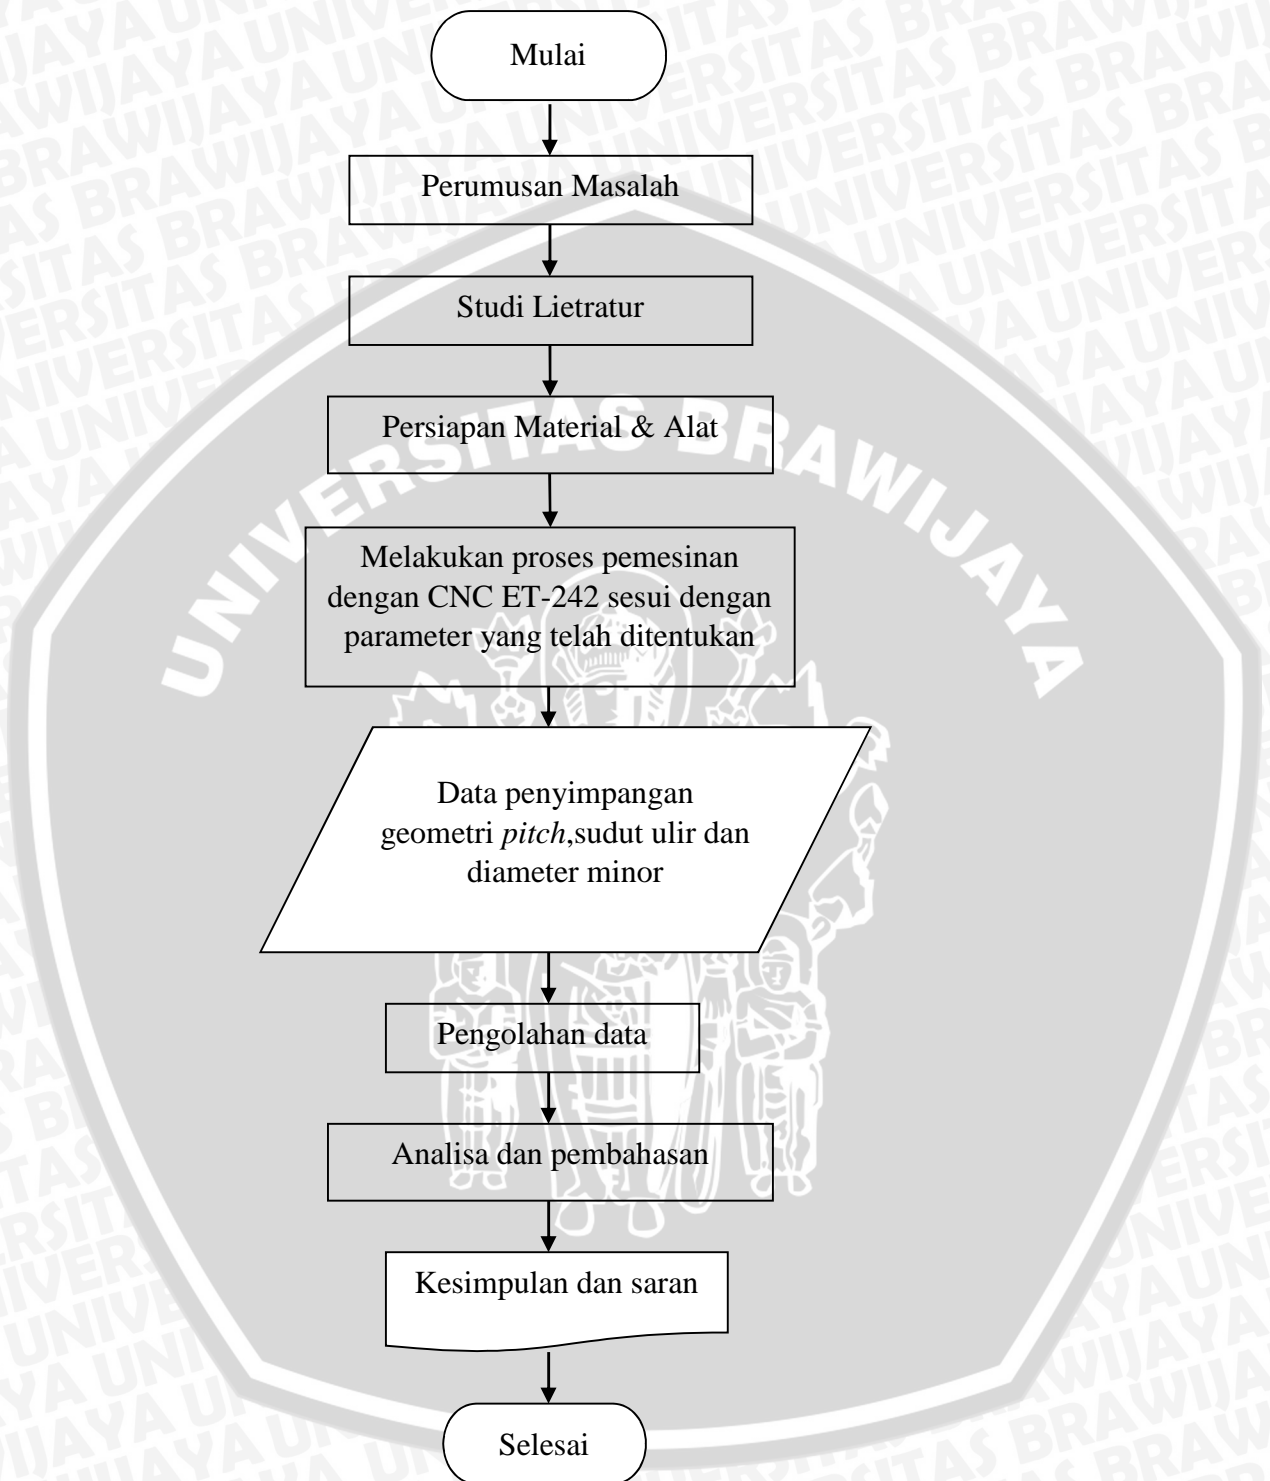 Mulai
Perumusan Masalah
Studi Lietratur
Persiapan Material & Alat
UNIVERSITAS BRAWIJAYA
Melakukan proses pemesinan
dengan CNC ET-242 sesui dengan
parameter yang telah ditentukan
Data penyimpangan
geometri pitch,sudut ulir dan
diameter minor
Pengolahan data
Analisa dan pembahasan
Kesimpulan dan saran
Selesai